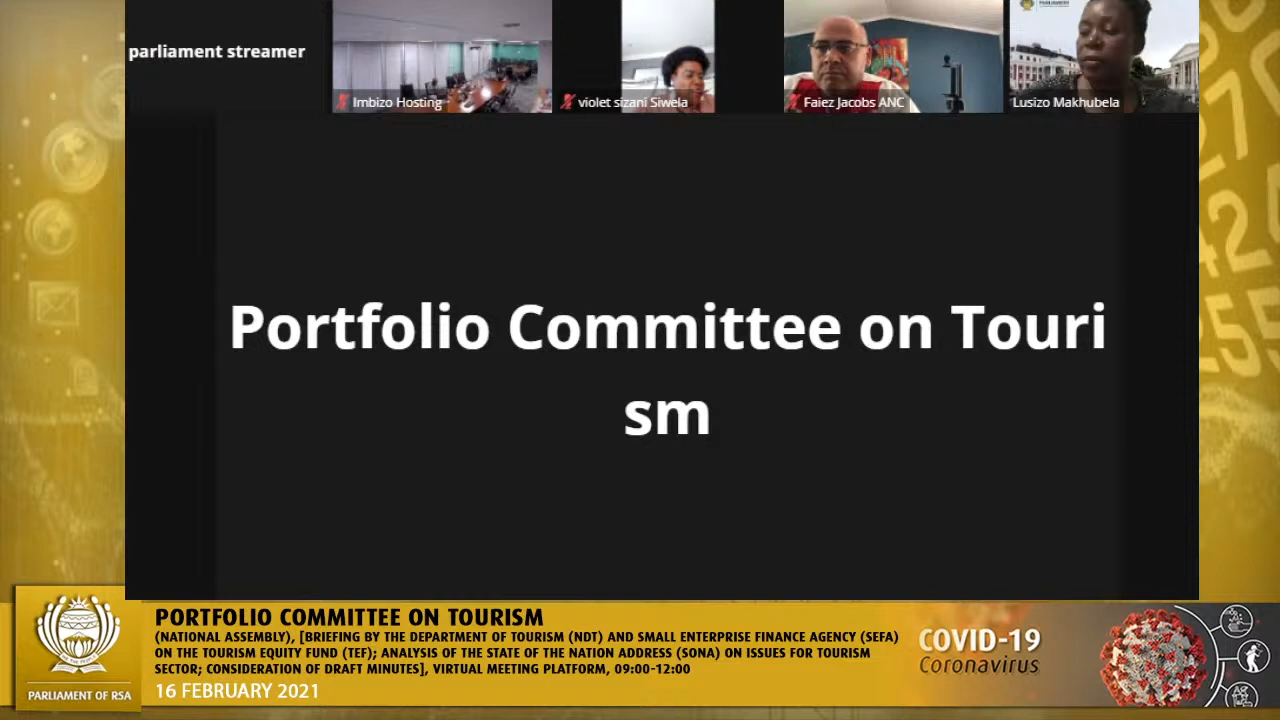 parliament streamer
Imbizo Hosting
violet sizani Siwela
Faiez Jacobs ANC
Lusizo Makhubela
Portfolio Committee on Touri
sm
PORTFOLIO COMMITTEE ON TOURISM
(NATIONAL ASSEMBLY), [BRIEFING BY THE DEPARTMENT OF TOURISM (NDT) AND SMALL ENTERPRISE FINANCE AGENCY (SEFA)
ON THE TOURISM EQUITY FUND (TEF); ANALYSIS OF THE STATE OF THE NATION ADDRESS (SONA) ON ISSUES FOR TOURISM
SECTOR; CONSIDERATION OF DRAFT MINUTES], VIRTUAL MEETING PLATFORM, 09:00-12:00
16 FEBRUARY 2021
PARLIAMENT OF RSA
COVID-19
Coronavirus